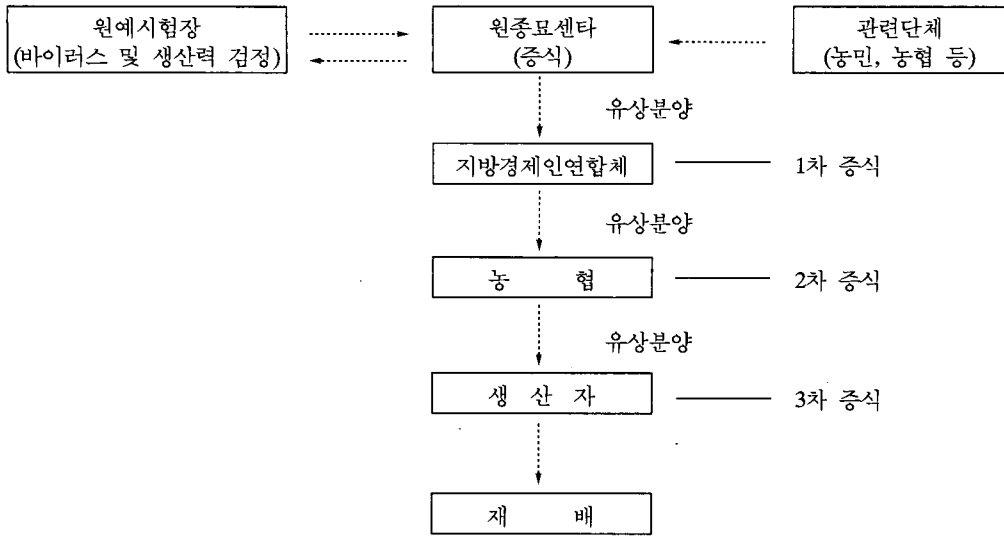 원예시험장
(바이러스 및 생산력 검정)
원종묘센타
(증식)
관련단체
(농민, 농협 등)
유상분양
지방경제인연합체
1차 증식
유상분양
농 협
2차 증식
유상분양
생 산 자
3차 증식
재 배